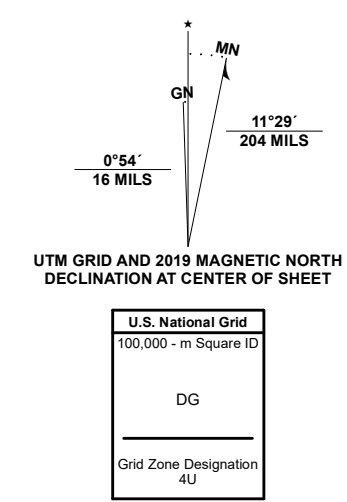 ★
MN
GN
11°29´
204 MILS
0°54´
16 MILS
UTM GRID AND 2019 MAGNETIC NORTH
DECLINATION AT CENTER OF SHEET
U.S. National Grid
100,000 - m Square ID
DG
Grid Zone Designation
4U